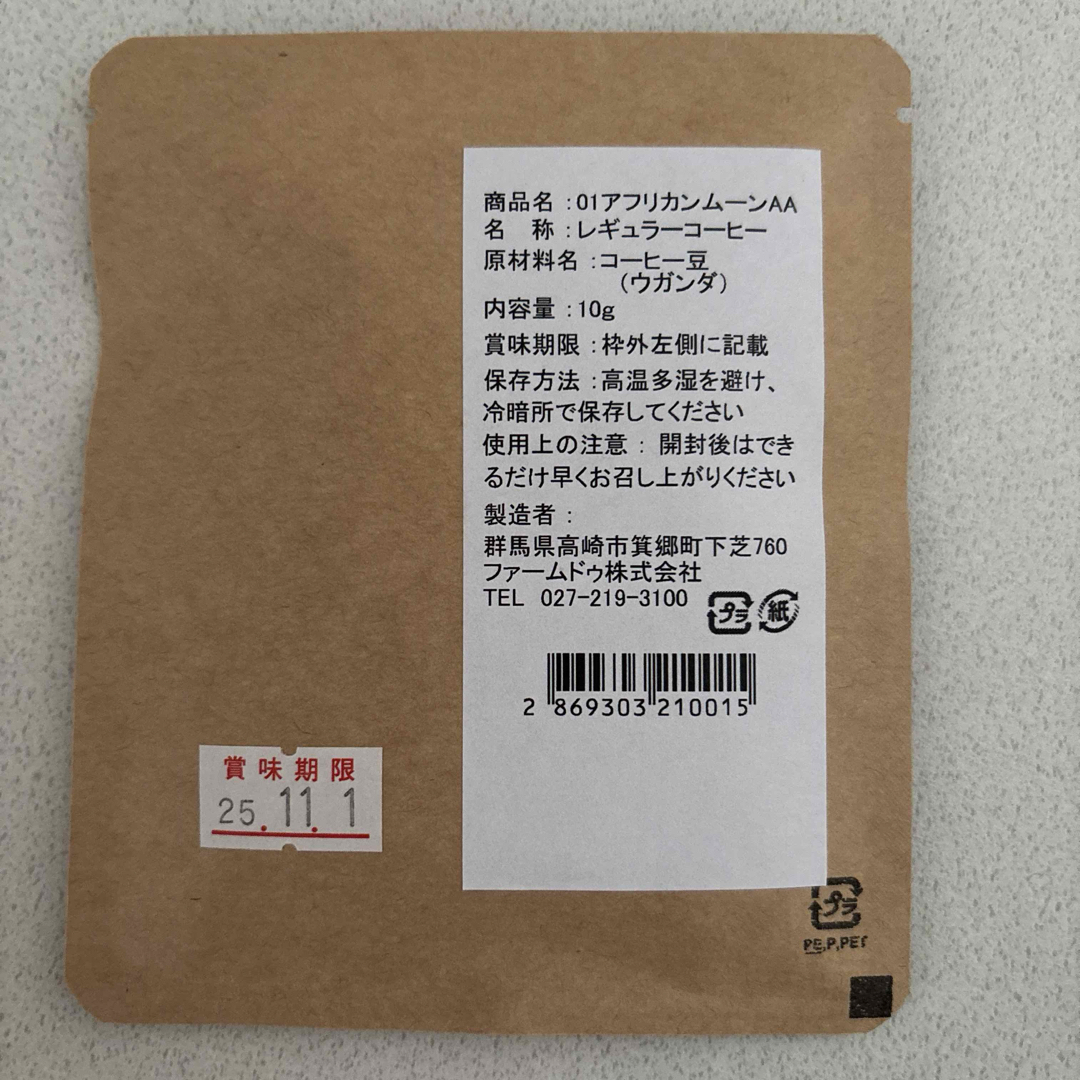 商品名：01アフリカンムーンAA
名　称：レギュラーコーヒー
原材料名：コーヒー豆
（ウガンダ）
内容量：10g
賞味期限：枠外左側に記載
保存方法：高温多湿を避け、
冷暗所で保存してください
使用上の注意：開封後はでき
るだけ早くお召し上がりください
製造者：
群馬県高崎市箕郷町下芝760
ファームドゥ株式会社
TEL 027-219-3100
プラ 紙
2 869303 210015
賞味期限
25.11.1
プラ
PE,P,PET